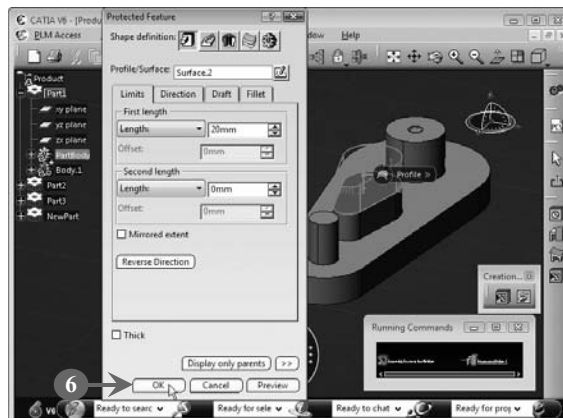 CATIA V6 - [Produ
PLM Access
dow Help
Product
Part1
xy plane
yz plane
zx plane
PartBody
Body.1
Part2
Part3
NewPart
Protected Feature
Shape definition:
Profile/Surface: Surface.2
Limits Direction Draft Fillet
First length
Length: 20mm
Offset: 0mm
Second length
Length: 0mm
Offset: 0mm
Mirrored extent
Reverse Direction
Thick
Display only parents >>
OK Cancel Preview
6
Profile »
Creation...
Running Commands
V6 Ready to searc Ready for sele Ready to chat Ready for proj